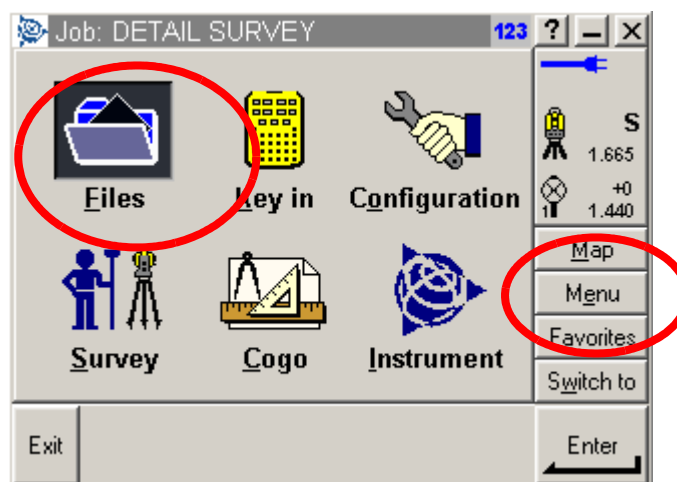 Job: DETAIL SURVEY 123 ?
S
1.665
+0
1 1.440
Files Key in Configuration
Survey Cogo Instrument
Map
Menu
Favorites
Switch to
Exit Enter